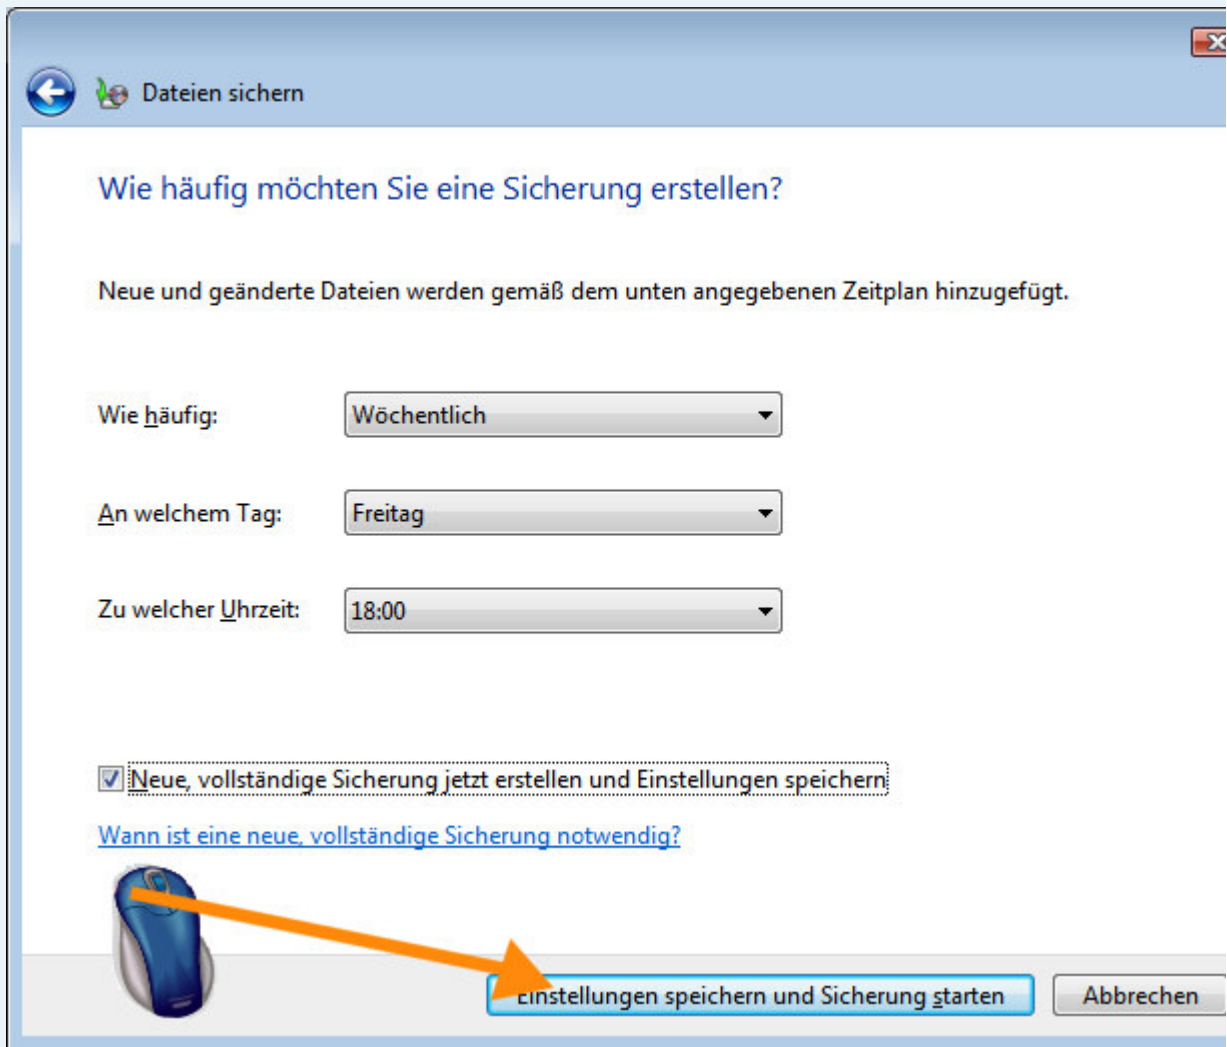 Dateien sichern
Wie häufig möchten Sie eine Sicherung erstellen?
Neue und geänderte Dateien werden gemäß dem unten angegebenen Zeitplan hinzugefügt.
Wie häufig: Wöchentlich
An welchem Tag: Freitag
Zu welcher Uhrzeit: 18:00
Neue, vollständige Sicherung jetzt erstellen und Einstellungen speichern
Wann ist eine neue, vollständige Sicherung notwendig?
Einstellungen speichern und Sicherung starten Abbrechen